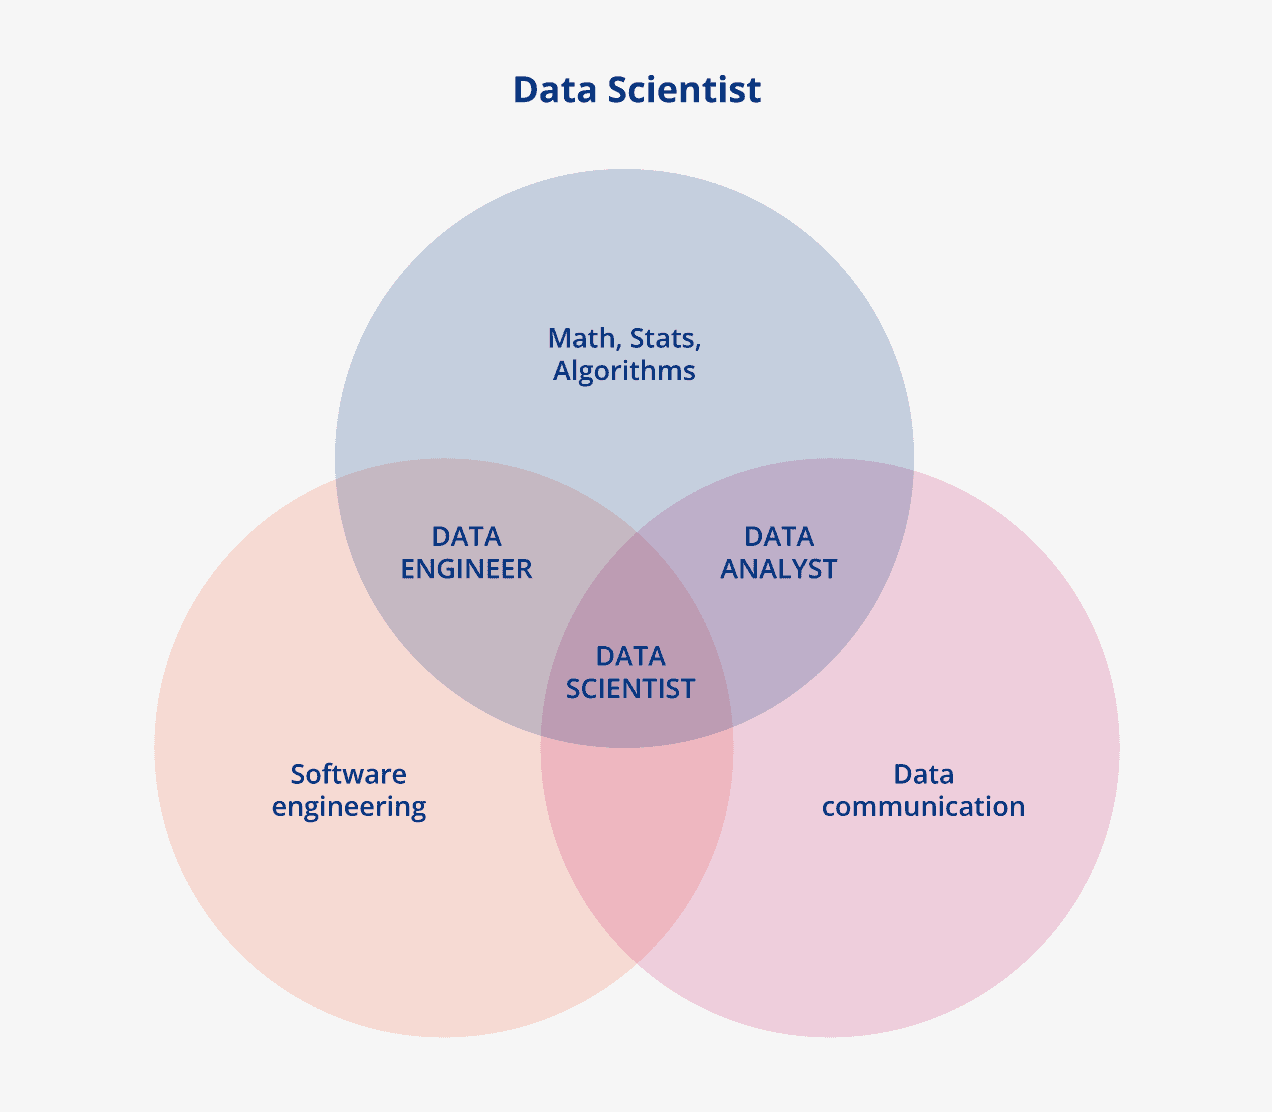 Data Scientist
Math, Stats,
Algorithms
DATA
ENGINEER
DATA
ANALYST
DATA
SCIENTIST
Software
engineering
Data
communication